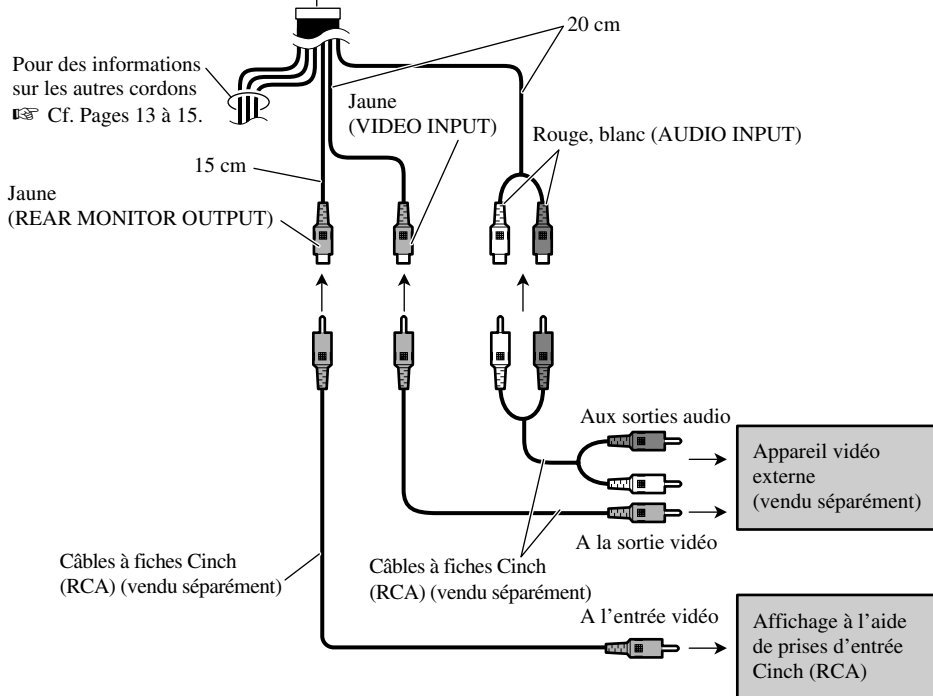 20 cm
Pour des informations
sur les autres cordons
☞ Cf. Pages 13 à 15.
Jaune
(VIDEO INPUT)
Rouge, blanc (AUDIO INPUT)
15 cm
Jaune
(REAR MONITOR OUTPUT)
Aux sorties audio
Appareil vidéo
externe
(vendu séparément)
A la sortie vidéo
Câbles à fiches Cinch
(RCA) (vendu séparément)
Câbles à fiches Cinch
(RCA) (vendu séparément)
A l’entrée vidéo
Affichage à l’aide
de prises d’entrée
Cinch (RCA)